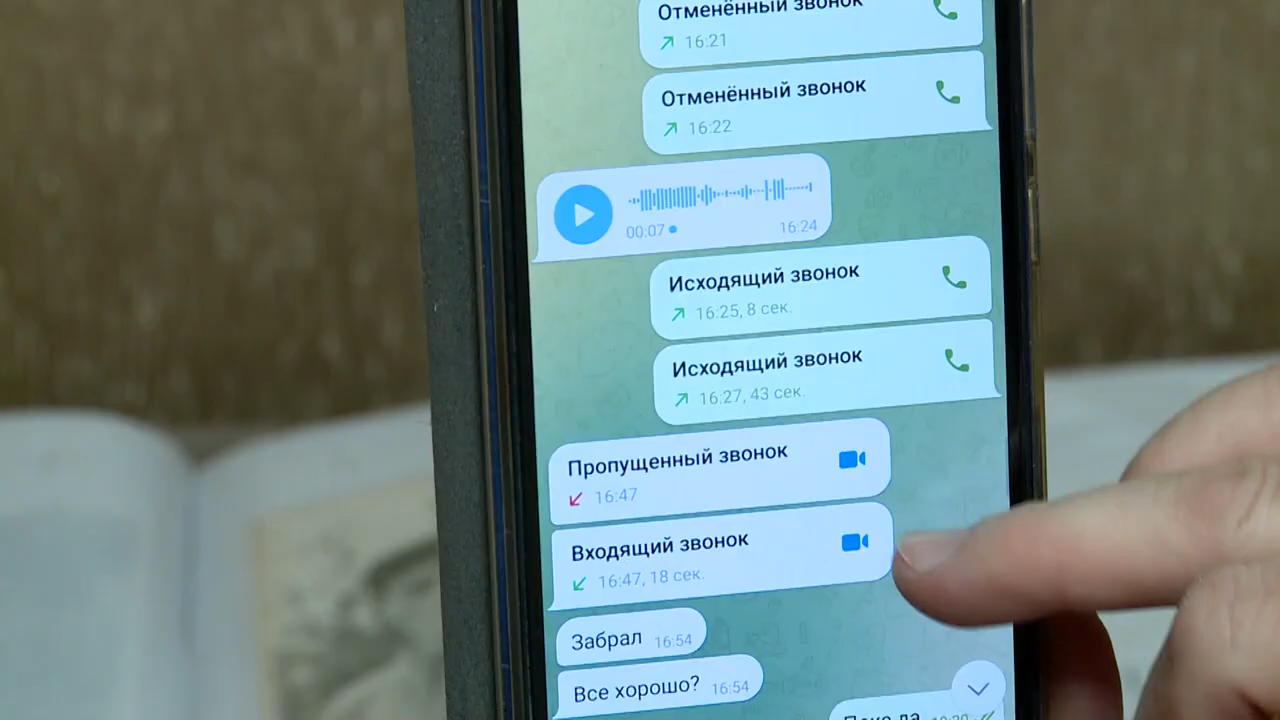 Отменённый звонок
16:21
Отменённый звонок
16:22
00:07
16:24
Исходящий звонок
16:25, 8 сек.
Исходящий звонок
16:27, 43 сек.
Пропущенный звонок
16:47
Входящий звонок
16:47, 18 сек.
Забрал 16:54
Все хорошо? 16:54
Пока да